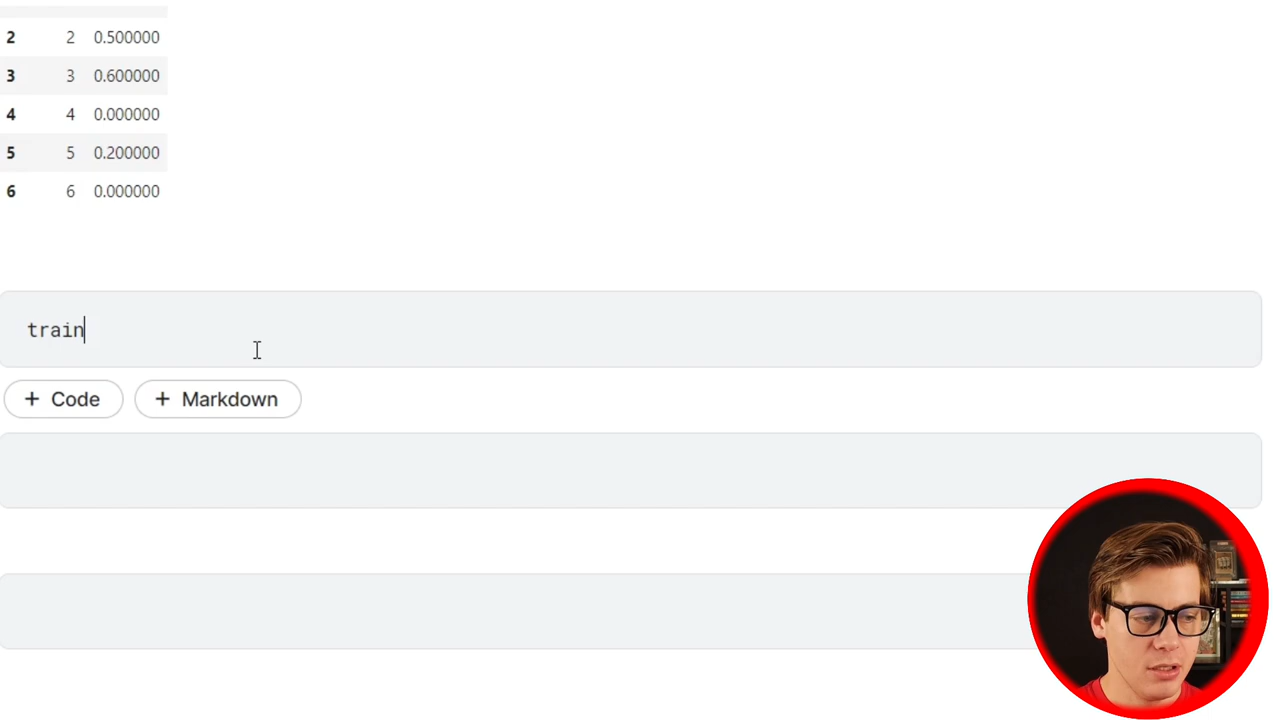 2 2 0.500000
3 3 0.600000
4 4 0.000000
5 5 0.200000
6 6 0.000000
train
+ Code + Markdown